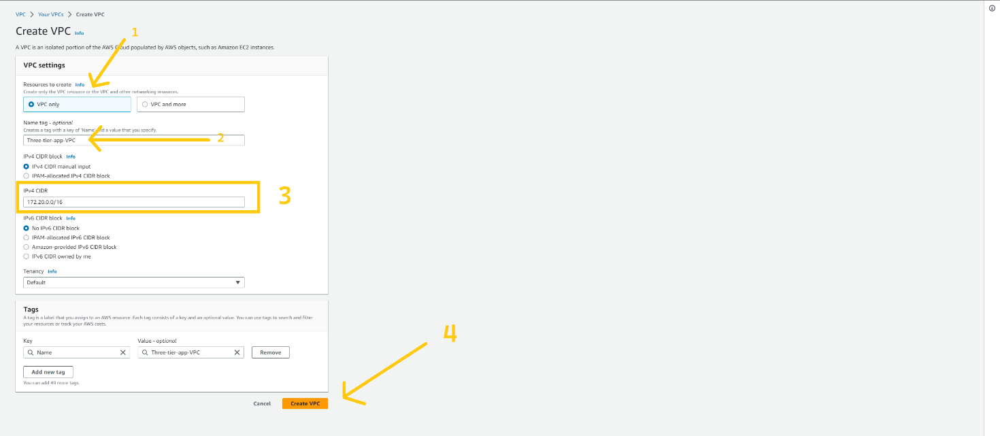 VPC > Your VPCs > Create VPC
Create VPC Info
1
A VPC is an isolated portion of the AWS Cloud populated by AWS objects, such as Amazon EC2 instances.
VPC settings
Resources to create Info
Create only the VPC resource or the VPC and other networking resources.
VPC only
VPC and more
Name tag - optional
Creates a tag with a key of 'Name' and a value that you specify.
Three-tier-app-VPC
2
IPv4 CIDR block Info
IPv4 CIDR manual input
IPAM-allocated IPv4 CIDR block
IPv4 CIDR
172.20.0.0/16
3
IPv6 CIDR block Info
No IPv6 CIDR block
IPAM-allocated IPv6 CIDR block
Amazon-provided IPv6 CIDR block
IPv6 CIDR owned by me
Tenancy Info
Default
Tags
A tag is a label that you assign to an AWS resource. Each tag consists of a key and an optional value. You can use tags to search and filter
your resources or track your AWS costs.
Key
Value - optional
Name
Three-tier-app-VPC
Remove
Add new tag
You can add 49 more tags.
4
Cancel
Create VPC